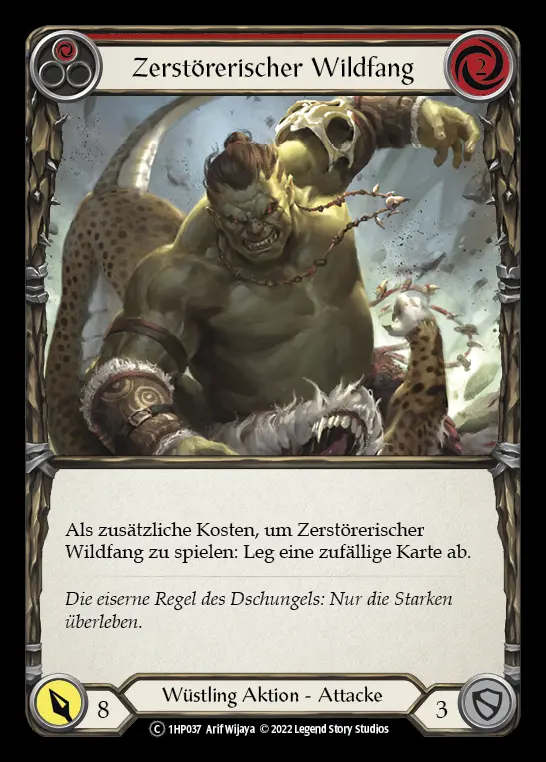 Zerstörerischer Wildfang
2
Als zusätzliche Kosten, um Zerstörerischer
Wildfang zu spielen: Leg eine zufällige Karte ab.
Die eiserne Regel des Dschungels: Nur die Starken
überleben.
8
Wüstling Aktion - Attacke
3
C 1HP037 Arif Wijaya © 2022 Legend Story Studios